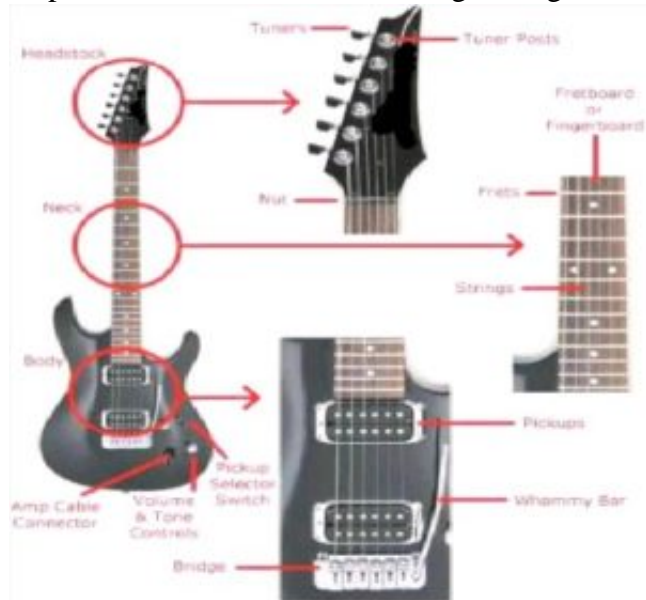 Tuners
Tuner Posts
Headstock
Fretboard
or
Fingerboard
Nut
Frets
Neck
Strings
Body
Pickups
Pickup
Selector
Switch
Whammy Bar
Amp Cable
Connector
Volume
& Tone
Controls
Bridge